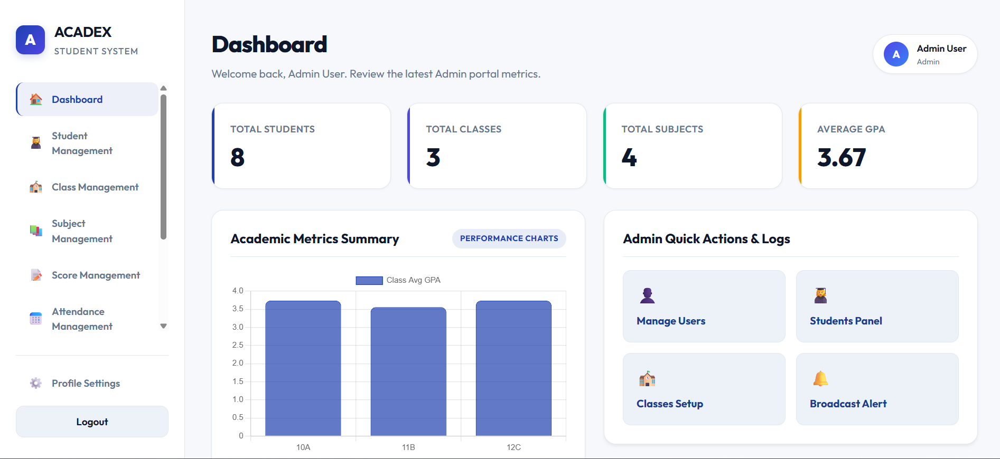 A
ACADEX
STUDENT SYSTEM
Dashboard
Student
Management
Class Management
Subject
Management
Score Management
Attendance
Management
Profile Settings
Logout
Dashboard
Welcome back, Admin User. Review the latest Admin portal metrics.
A
Admin User
Admin
TOTAL STUDENTS
8
TOTAL CLASSES
3
TOTAL SUBJECTS
4
AVERAGE GPA
3.67
Academic Metrics Summary
PERFORMANCE CHARTS
Class Avg GPA
4.0
3.5
3.0
2.5
2.0
1.5
1.0
0.5
0
10A
11B
12C
Admin Quick Actions & Logs
Manage Users
Students Panel
Classes Setup
Broadcast Alert